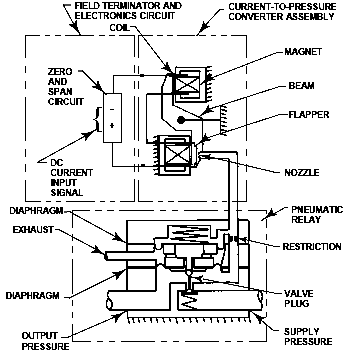 FIELD TERMINATOR AND
ELECTRONICS CIRCUIT
CURRENT-TO-PRESSURE
CONVERTER ASSEMBLY
COIL
MAGNET
ZERO
AND
SPAN
CIRCUIT
BEAM
FLAPPER
DC
CURRENT
INPUT
SIGNAL
NOZZLE
DIAPHRAGM
EXHAUST
PNEUMATIC
RELAY
RESTRICTION
DIAPHRAGM
VALVE
PLUG
OUTPUT
PRESSURE
SUPPLY
PRESSURE